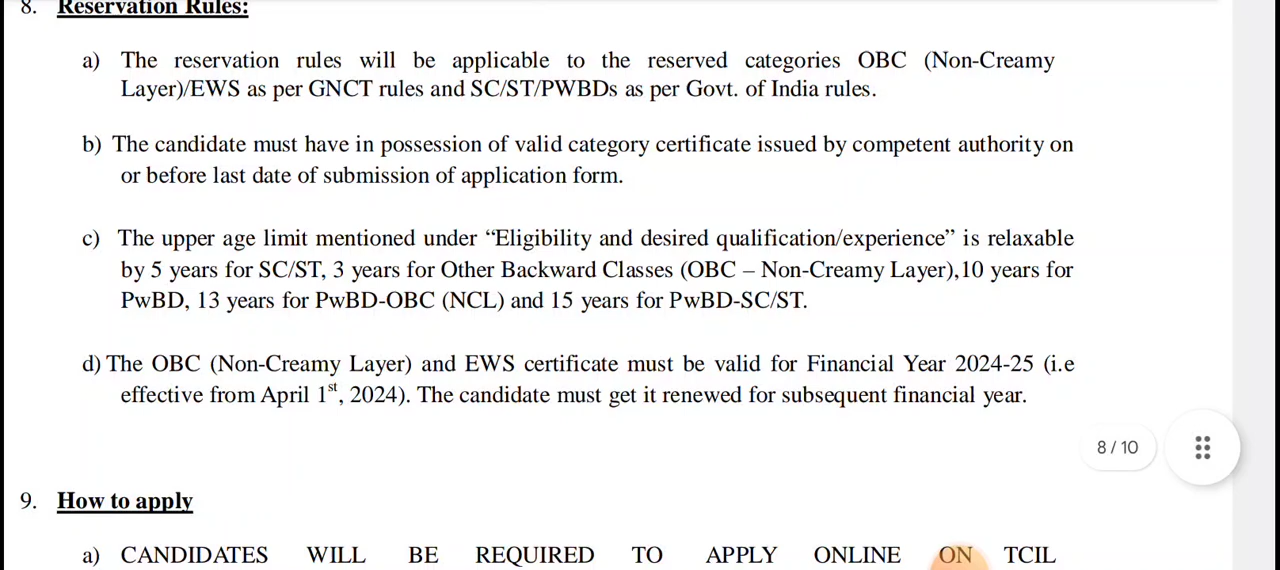 8. Reservation Rules:
a) The reservation rules will be applicable to the reserved categories OBC (Non-Creamy
Layer)/EWS as per GNCT rules and SC/ST/PWBDs as per Govt. of India rules.
b) The candidate must have in possession of valid category certificate issued by competent authority on
or before last date of submission of application form.
c) The upper age limit mentioned under “Eligibility and desired qualification/experience” is relaxable
by 5 years for SC/ST, 3 years for Other Backward Classes (OBC – Non-Creamy Layer),10 years for
PwBD, 13 years for PwBD-OBC (NCL) and 15 years for PwBD-SC/ST.
d) The OBC (Non-Creamy Layer) and EWS certificate must be valid for Financial Year 2024-25 (i.e
effective from April 1st, 2024). The candidate must get it renewed for subsequent financial year.
8 / 10
9. How to apply
a) CANDIDATES WILL BE REQUIRED TO APPLY ONLINE ON TCIL